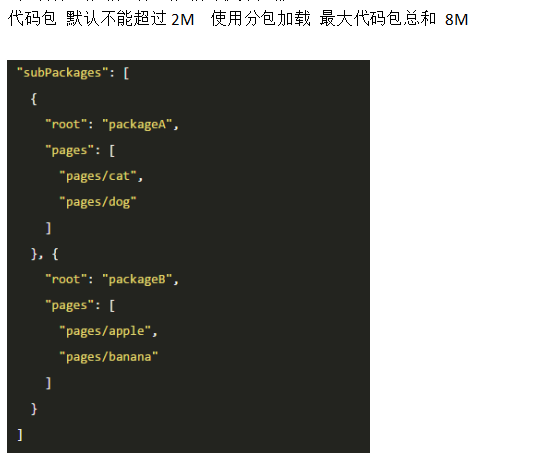 代码包 默认不能超过 2M 使用分包加载 最大代码包总和 8M
"subPackages": [
{
"root": "packageA",
"pages": [
"pages/cat",
"pages/dog"
]
}, {
"root": "packageB",
"pages": [
"pages/apple",
"pages/banana"
]
}
]